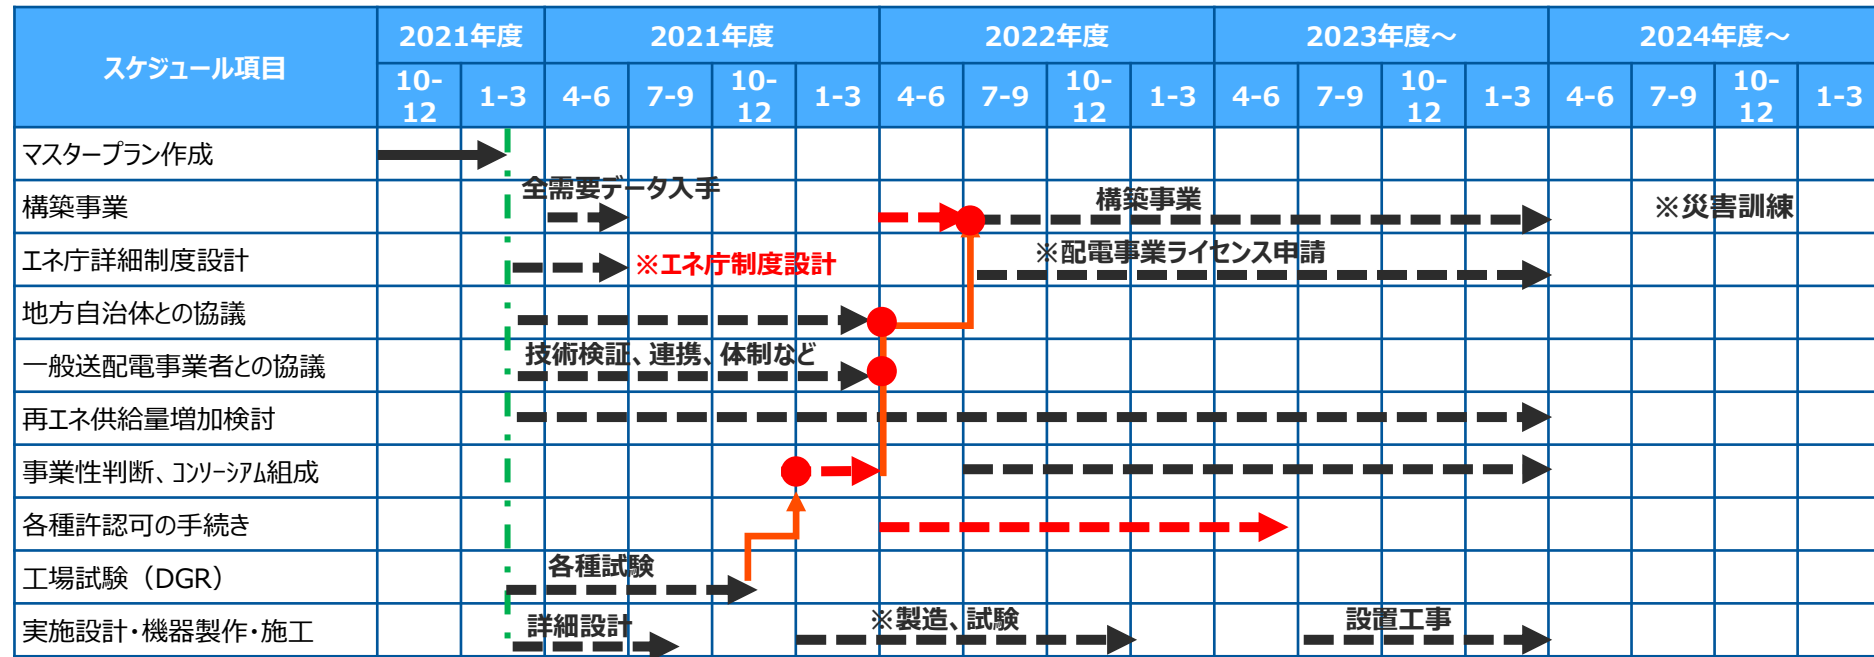 スケジュール項目
2021年度 2021年度 2022年度 2023年度～ 2024年度～
10-12 1-3 4-6 7-9 10-12 1-3 4-6 7-9 10-12 1-3 4-6 7-9 10-12 1-3 4-6 7-9 10-12 1-3
マスタープラン作成
構築事業 全需要データ入手 構築事業 ※災害訓練
エネ庁詳細制度設計 ※エネ庁制度設計 ※配電事業ライセンス申請
地方自治体との協議
一般送配電事業者との協議 技術検証、連携、体制など
再エネ供給量増加検討
事業性判断、コンソーシアム組成
各種許認可の手続き
工場試験（DGR） 各種試験
実施設計・機器製作・施工 詳細設計 ※製造、試験 設置工事